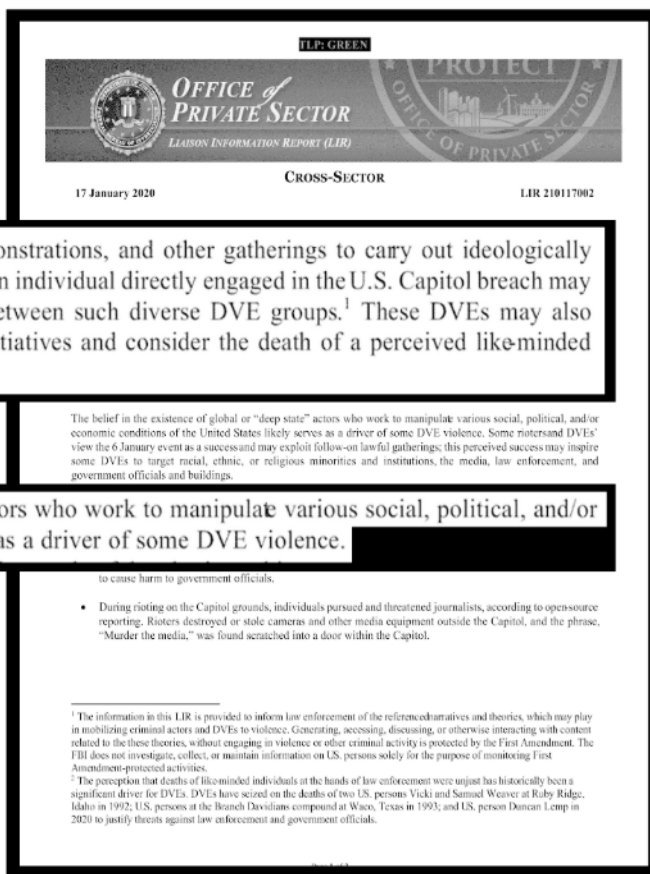 TLP: GREEN
PROTECT
OFFICE of
PRIVATE SECTOR
LIAISON INFORMATION REPORT (LIR)
OFFICE OF PRIVATE SECTOR
CROSS-SECTOR
17 January 2020
LIR 210117002
onstrations, and other gatherings to carry out ideologically
n individual directly engaged in the U.S. Capitol breach may
etween such diverse DVE groups.1 These DVEs may also
tiatives and consider the death of a perceived like-minded
The belief in the existence of global or “deep state” actors who work to manipulate various social, political, and/or
economic conditions of the United States likely serves as a driver of some DVE violence. Some riotersand DVEs’
view the 6 January event as a success and may exploit follow-on lawful gatherings; this perceived success may inspire
some DVEs to target racial, ethnic, or religious minorities and institutions, the media, law enforcement, and
government officials and buildings.
ors who work to manipulate various social, political, and/or
as a driver of some DVE violence.
to cause harm to government officials.
• During rioting on the Capitol grounds, individuals pursued and threatened journalists, according to open-source
reporting. Rioters destroyed or stole cameras and other media equipment outside the Capitol, and the phrase,
“Murder the media,” was found scratched into a door within the Capitol.
1 The information in this LIR is provided to inform law enforcement of the referenced narratives and theories, which may play
in mobilizing criminal actors and DVEs to violence. Generating, accessing, discussing, or otherwise interacting with content
related to the these theories, without engaging in violence or other criminal activity is protected by the First Amendment. The
FBI does not investigate, collect, or maintain information on U.S. persons solely for the purpose of monitoring First
Amendment-protected activities.
2 The perception that deaths of like-minded individuals at the hands of law enforcement were unjust has historically been a
significant driver for DVEs. DVEs have seized on the deaths of two U.S. persons Vicki and Samuel Weaver at Ruby Ridge,
Idaho in 1992; U.S. persons at the Branch Davidians compound at Waco, Texas in 1993; and US. person Duncan Lemp in
2020 to justify threats against law enforcement and government officials.